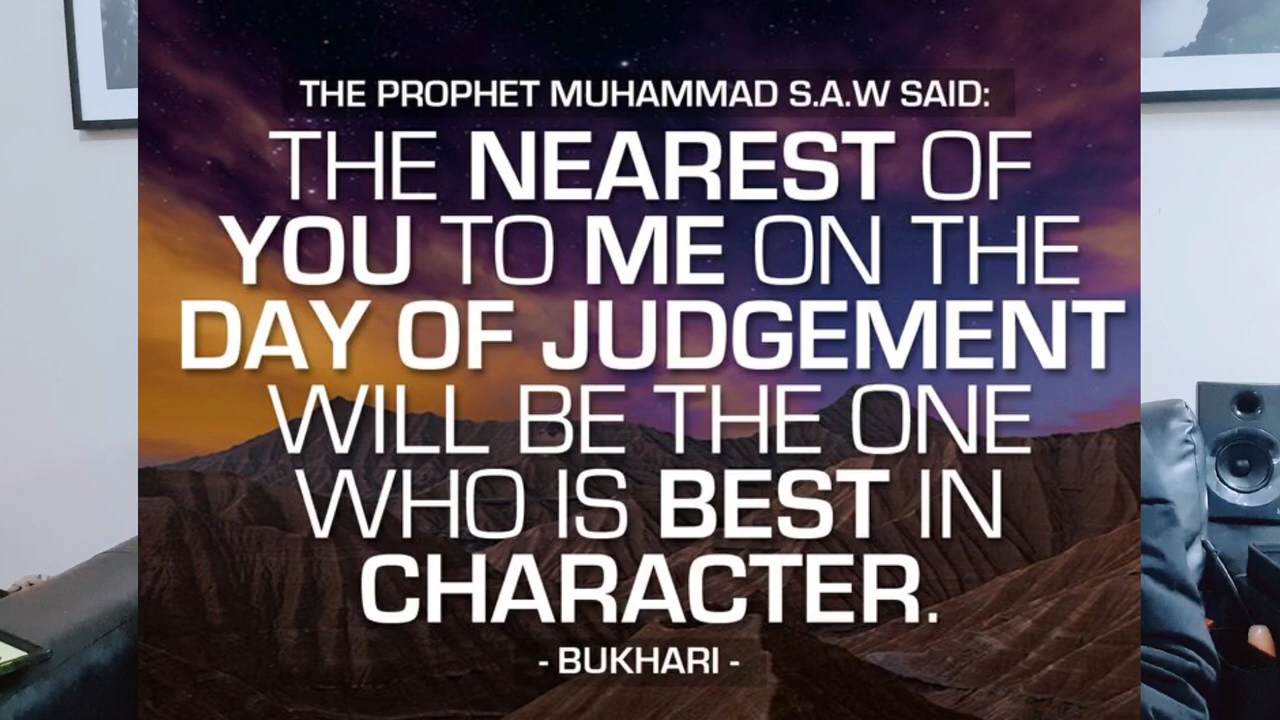 THE PROPHET MUHAMMAD S.A.W SAID:
THE NEAREST OF
YOU TO ME ON THE
DAY OF JUDGEMENT
WILL BE THE ONE
WHO IS BEST IN
CHARACTER.
- BUKHARI -